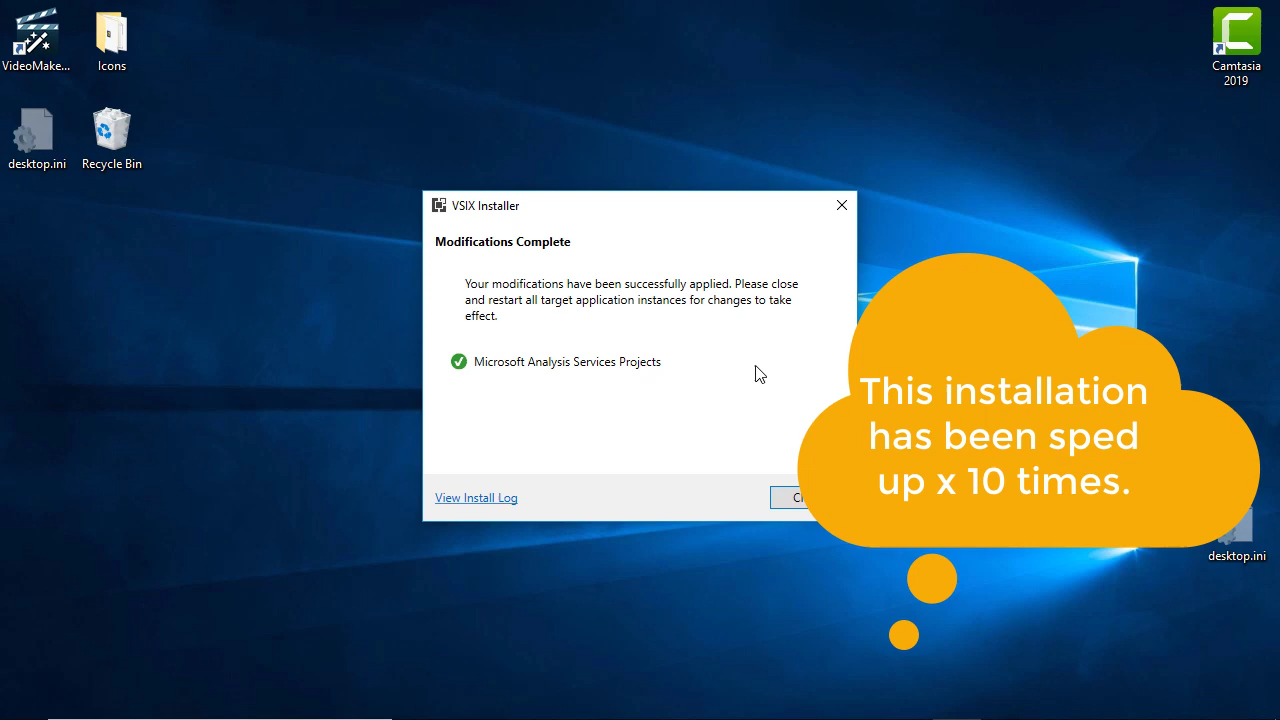 VideoMake...
Icons
Camtasia
2019
desktop.ini
Recycle Bin
VSIX Installer
Modifications Complete
Your modifications have been successfully applied. Please close
and restart all target application instances for changes to take
effect.
Microsoft Analysis Services Projects
This installation
has been sped
up x 10 times.
View Install Log
desktop.ini